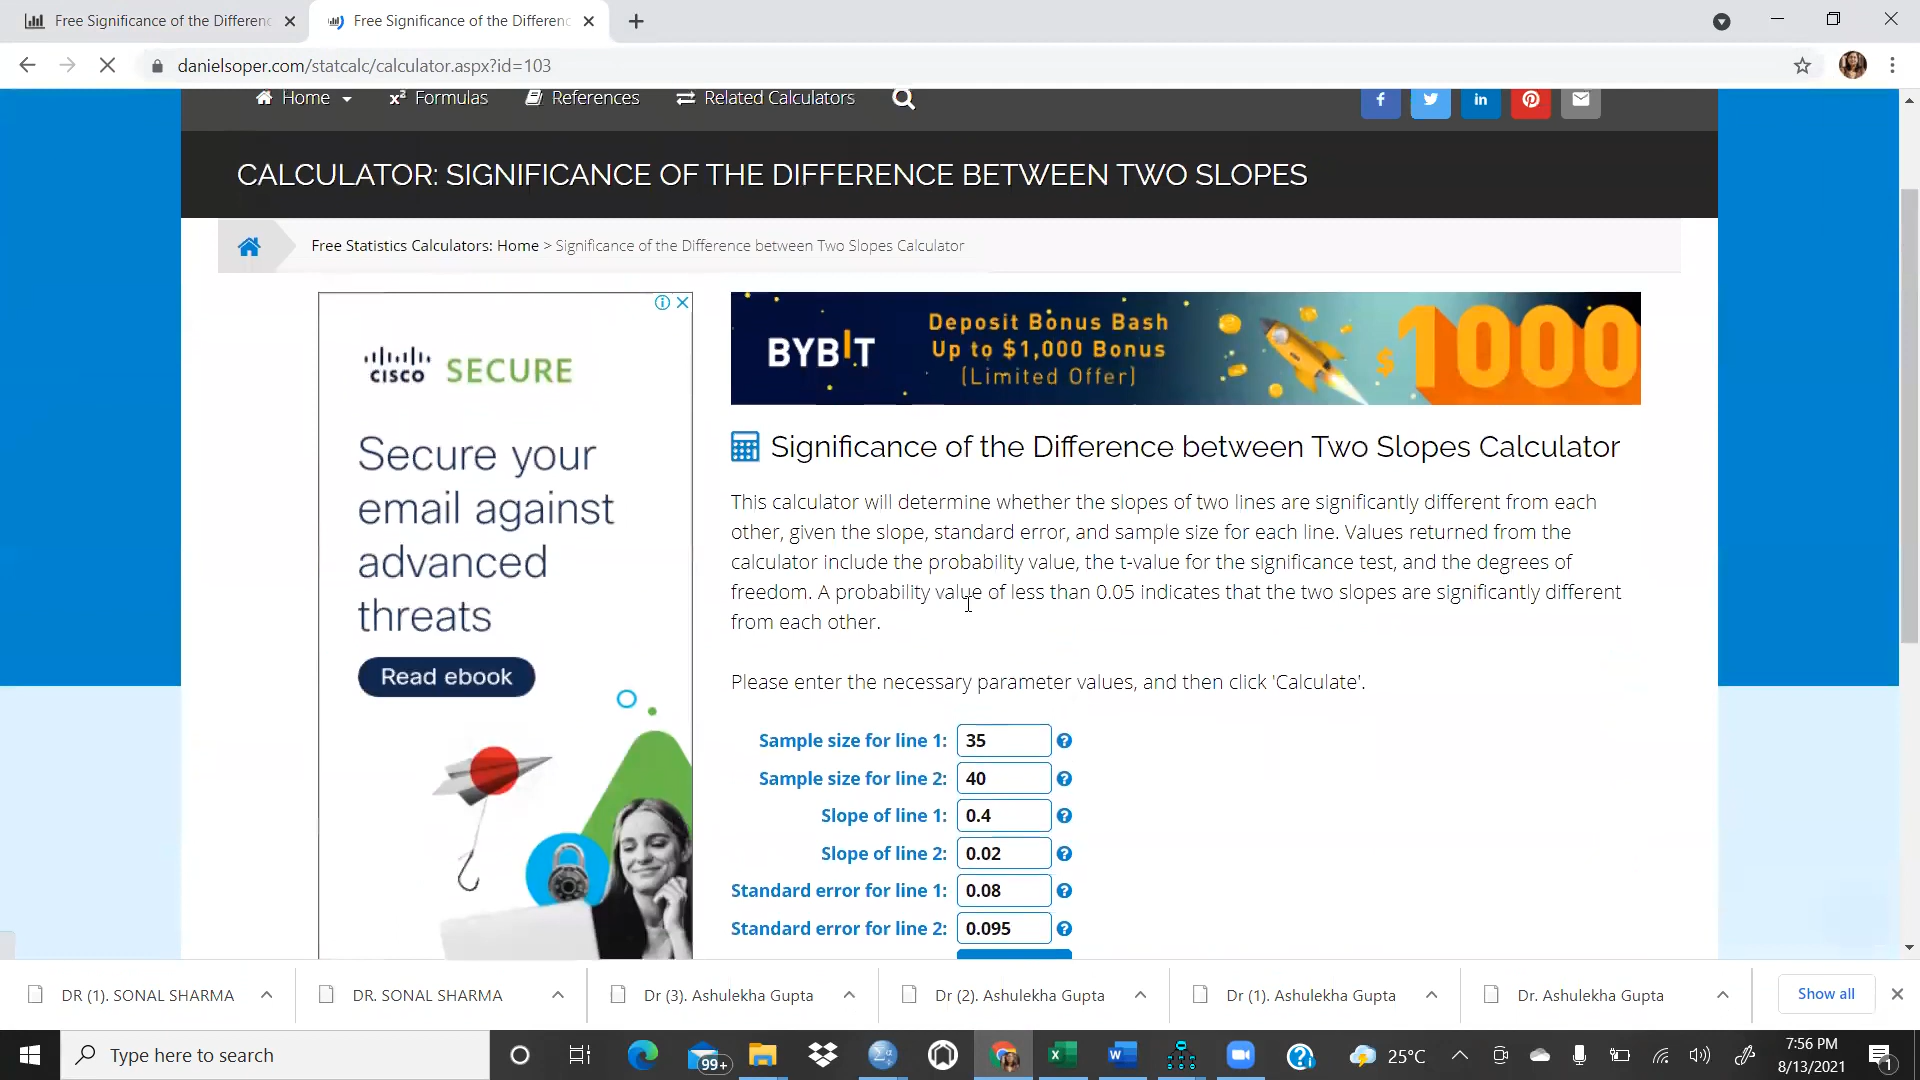 Free Significance of the Differenc
Free Significance of the Differenc
danielsoper.com/statcalc/calculator.aspx?id=103
Home
x² Formulas
References
Related Calculators
CALCULATOR: SIGNIFICANCE OF THE DIFFERENCE BETWEEN TWO SLOPES
Free Statistics Calculators: Home > Significance of the Difference between Two Slopes Calculator
CISCO SECURE
Secure your
email against
advanced
threats
Read ebook
BYBIT
Deposit Bonus Bash
Up to $1,000 Bonus
(Limited Offer)
$1000
Significance of the Difference between Two Slopes Calculator
This calculator will determine whether the slopes of two lines are significantly different from each
other, given the slope, standard error, and sample size for each line. Values returned from the
calculator include the probability value, the t-value for the significance test, and the degrees of
freedom. A probability value of less than 0.05 indicates that the two slopes are significantly different
from each other.
Please enter the necessary parameter values, and then click 'Calculate'.
Sample size for line 1: 35
Sample size for line 2: 40
Slope of line 1: 0.4
Slope of line 2: 0.02
Standard error for line 1: 0.08
Standard error for line 2: 0.095
DR (1). SONAL SHARMA
DR. SONAL SHARMA
Dr (3). Ashulekha Gupta
Dr (2). Ashulekha Gupta
Dr (1). Ashulekha Gupta
Dr. Ashulekha Gupta
Show all
Type here to search
99+
25°C
7:56 PM
8/13/2021
1